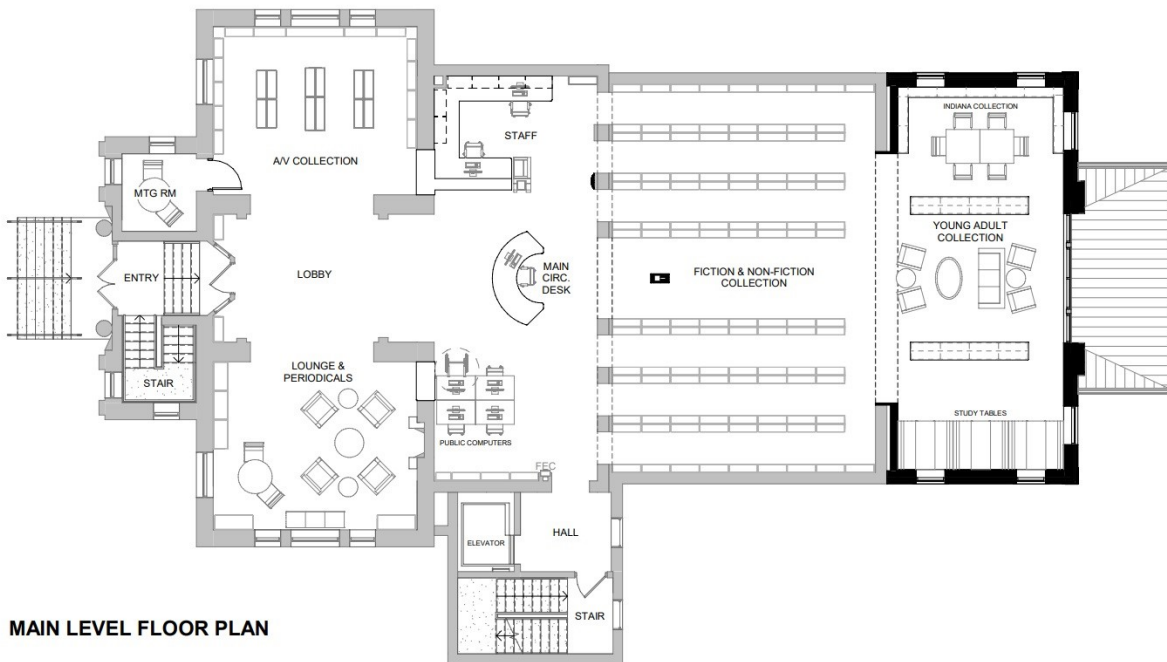 INDIANA COLLECTION
STAFF
A/V COLLECTION
MTG RM
YOUNG ADULT
COLLECTION
ENTRY
LOBBY
MAIN
CIRC.
DESK
FICTION & NON-FICTION
COLLECTION
LOUNGE &
PERIODICALS
STAIR
STUDY TABLES
PUBLIC COMPUTERS
FEC
HALL
ELEVATOR
STAIR
MAIN LEVEL FLOOR PLAN